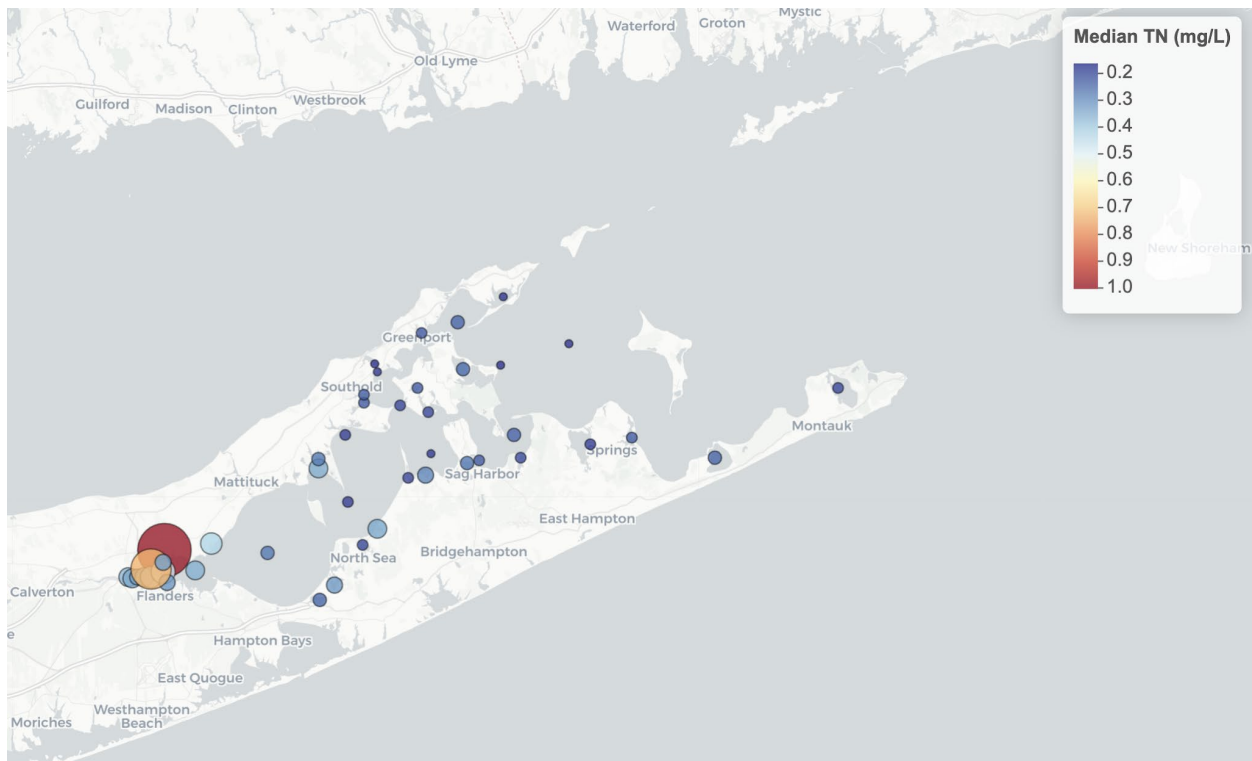 Mystic
Waterford
Groton
Old Lyme
Guilford
Madison
Clinton
Westbrook
Median TN (mg/L)
0.2
0.3
0.4
0.5
0.6
0.7
0.8
0.9
1.0
New Shoreham
Greenport
Southold
Montauk
Springs
Sag Harbor
Mattituck
East Hampton
Bridgehampton
North Sea
Calverton
Flanders
e
Hampton Bays
East Quogue
Westhampton
Beach
Moriches